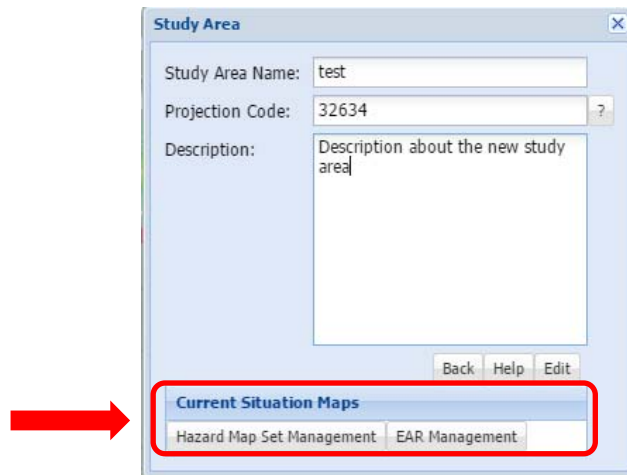 Study Area
Study Area Name: test
Projection Code: 32634 ?
Description: Description about the new study
area
Back Help Edit
Current Situation Maps
Hazard Map Set Management EAR Management